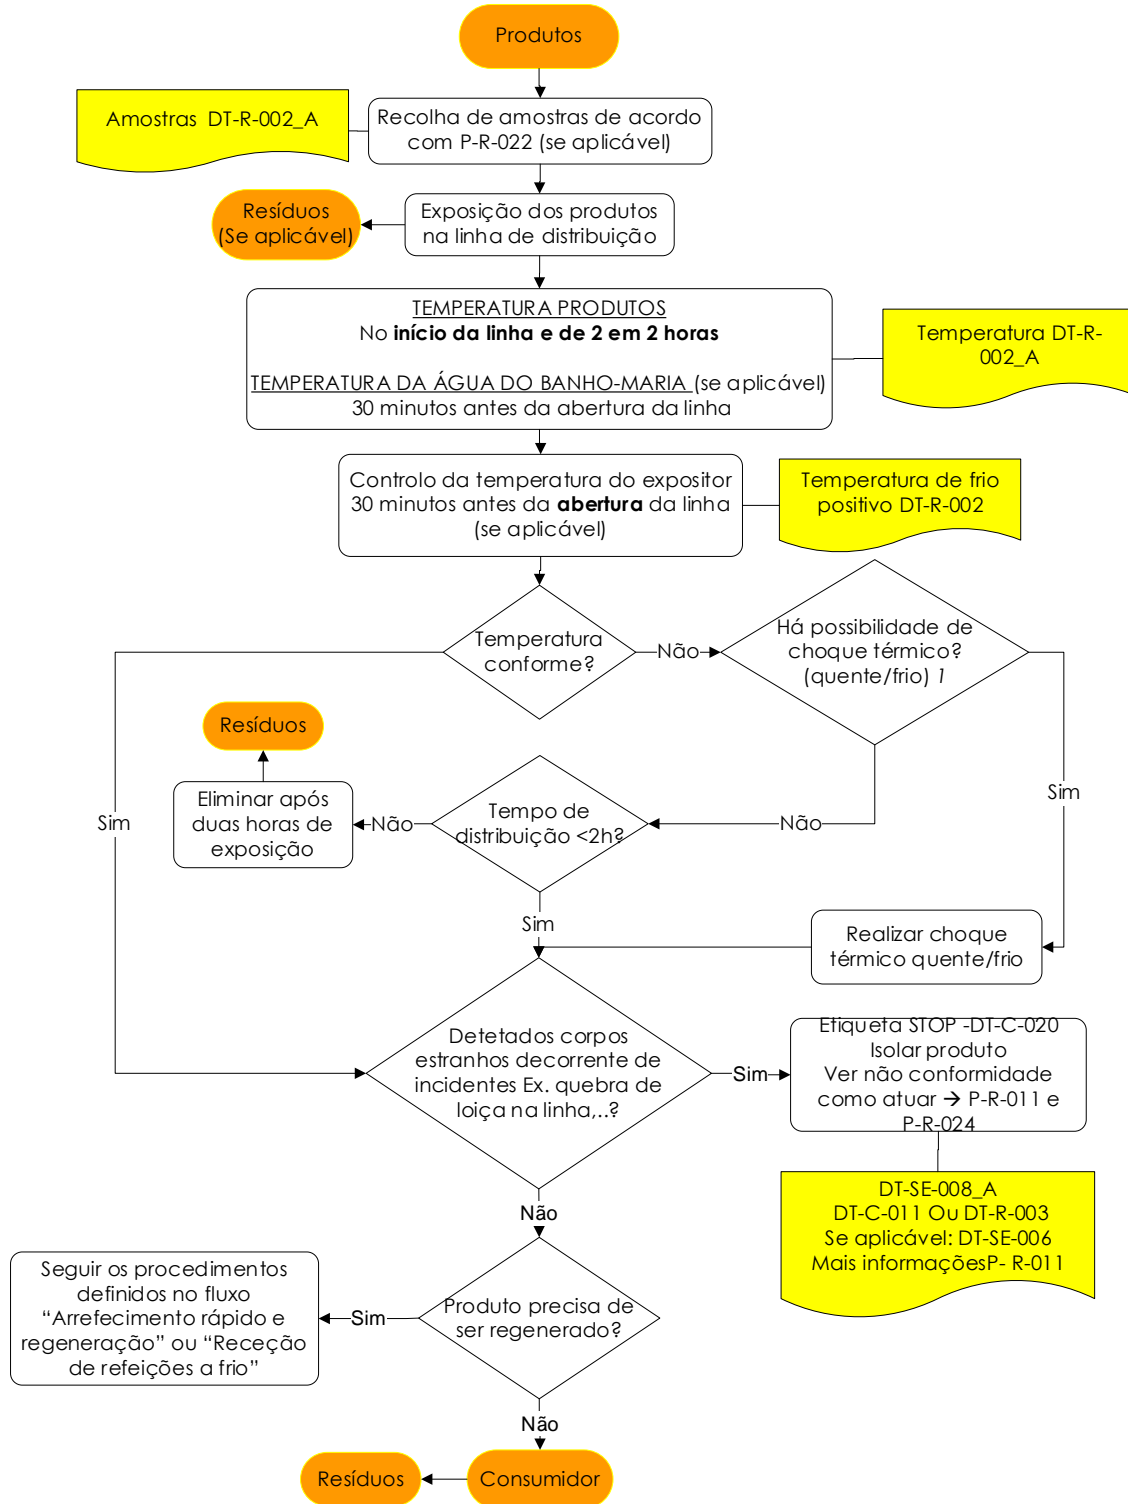 Produtos
Amostras DT-R-002_A
Recolha de amostras de acordo
com P-R-022 (se aplicável)
Resíduos
(Se aplicável)
Exposição dos produtos
na linha de distribuição
TEMPERATURA PRODUTOS
No início da linha e de 2 em 2 horas
TEMPERATURA DA ÁGUA DO BANHO-MARIA (se aplicável)
30 minutos antes da abertura da linha
Temperatura DT-R-
002_A
Controlo da temperatura do expositor
30 minutos antes da abertura da linha
(se aplicável)
Temperatura de frio
positivo DT-R-002
Temperatura
conforme?
Não
Há possibilidade de
choque térmico?
(quente/frio) 1
Resíduos
Eliminar após
duas horas de
exposição
Não
Tempo de
distribuição <2h?
Não
Sim
Sim
Sim
Realizar choque
térmico quente/frio
Detetados corpos
estranhos decorrente de
incidentes Ex. quebra de
loiça na linha,..?
Sim
Etiqueta STOP -DT-C-020
Isolar produto
Ver não conformidade
como atuar → P-R-011 e
P-R-024
DT-SE-008_A
DT-C-011 Ou DT-R-003
Se aplicável: DT-SE-006
Mais informaçõesP- R-011
Não
Seguir os procedimentos
definidos no fluxo
“Arrefecimento rápido e
regeneração” ou “Receção
de refeições a frio”
Sim
Produto precisa de
ser regenerado?
Não
Resíduos
Consumidor